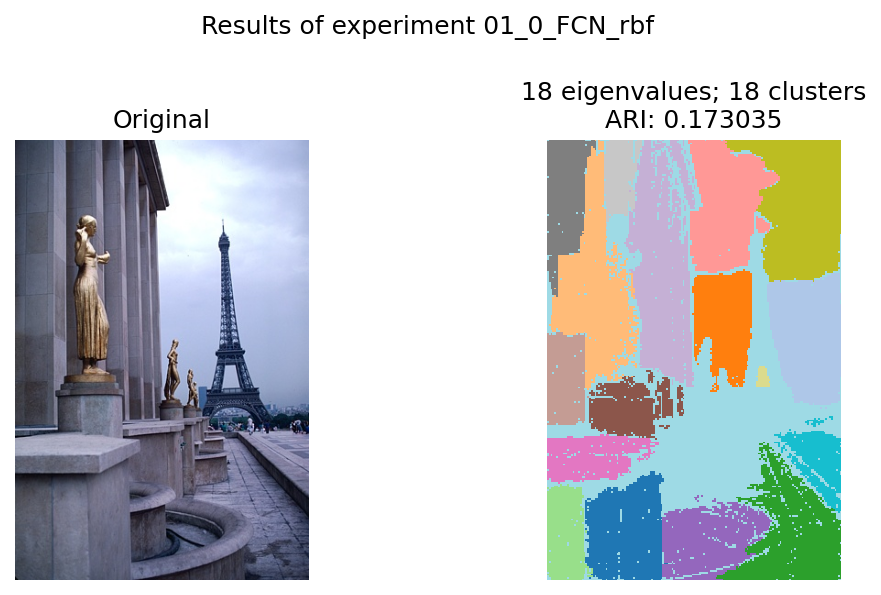 Results of experiment 01_0_FCN_rbf
Original
18 eigenvalues; 18 clusters
ARI: 0.173035